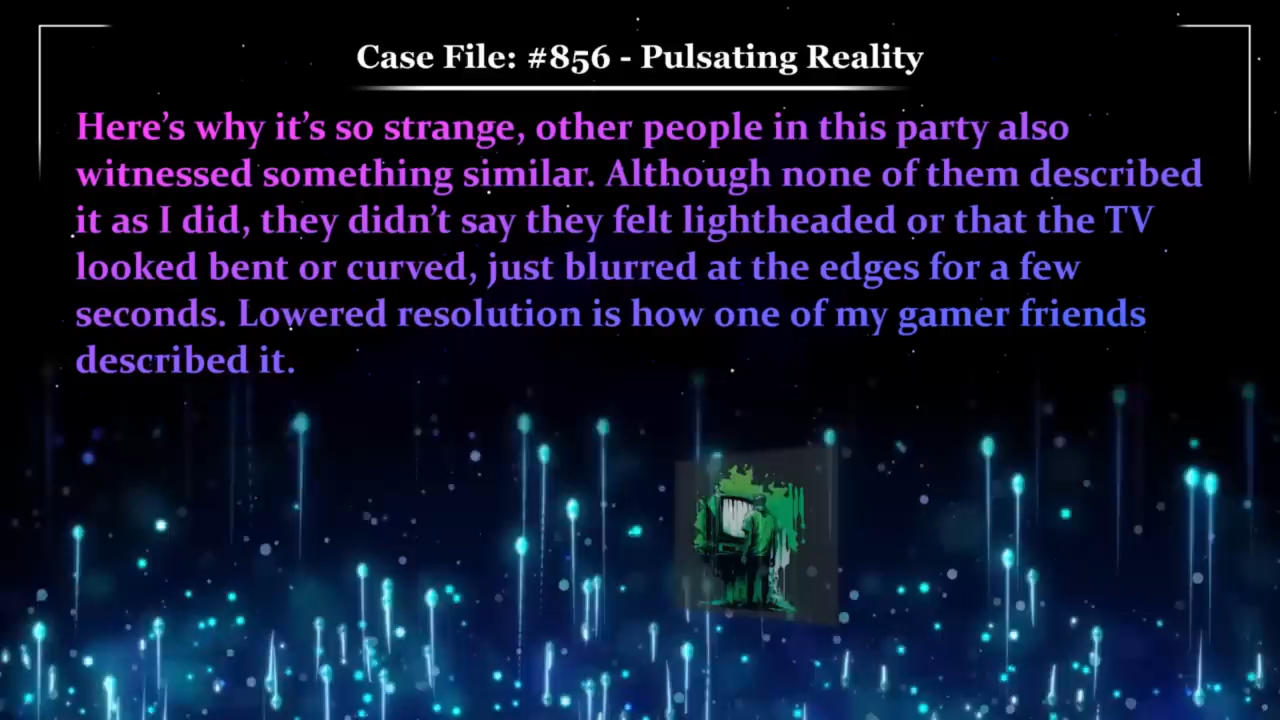 Case File: #856 - Pulsating Reality
Here’s why it’s so strange, other people in this party also
witnessed something similar. Although none of them described
it as I did, they didn’t say they felt lightheaded or that the TV
looked bent or curved, just blurred at the edges for a few
seconds. Lowered resolution is how one of my gamer friends
described it.